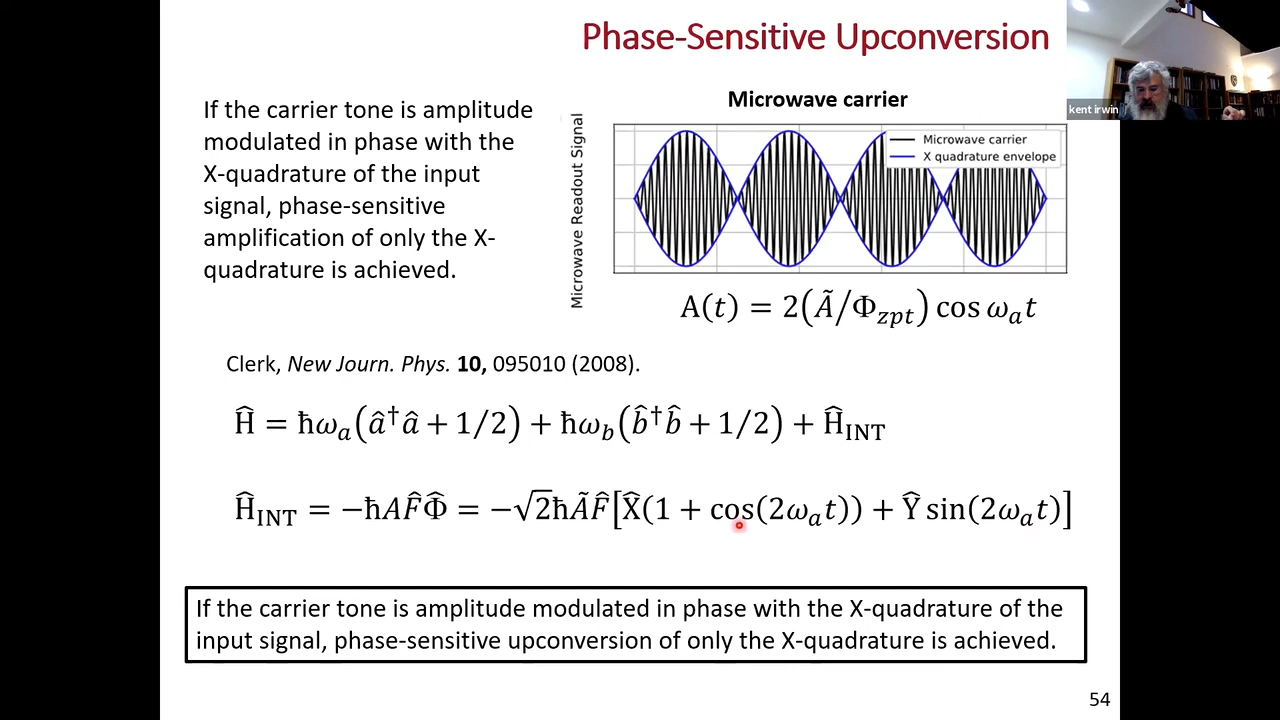 Phase-Sensitive Upconversion
kent irwin
If the carrier tone is amplitude
modulated in phase with the
X-quadrature of the input
signal, phase-sensitive
amplification of only the X-
quadrature is achieved.
Microwave carrier
Microwave Readout Signal
Microwave carrier
X quadrature envelope
A(t) = 2(Ã/Φ_zpt) cos ω_a t
Clerk, New Journ. Phys. 10, 095010 (2008).
Ĥ = ħω_a(â†â + 1/2) + ħω_b(b̂†b̂ + 1/2) + Ĥ_INT
Ĥ_INT = −ħAF̂Φ̂ = −√2ħÃF̂[X̂(1 + cos(2ω_a t)) + Ŷ sin(2ω_a t)]
If the carrier tone is amplitude modulated in phase with the X-quadrature of the
input signal, phase-sensitive upconversion of only the X-quadrature is achieved.
54